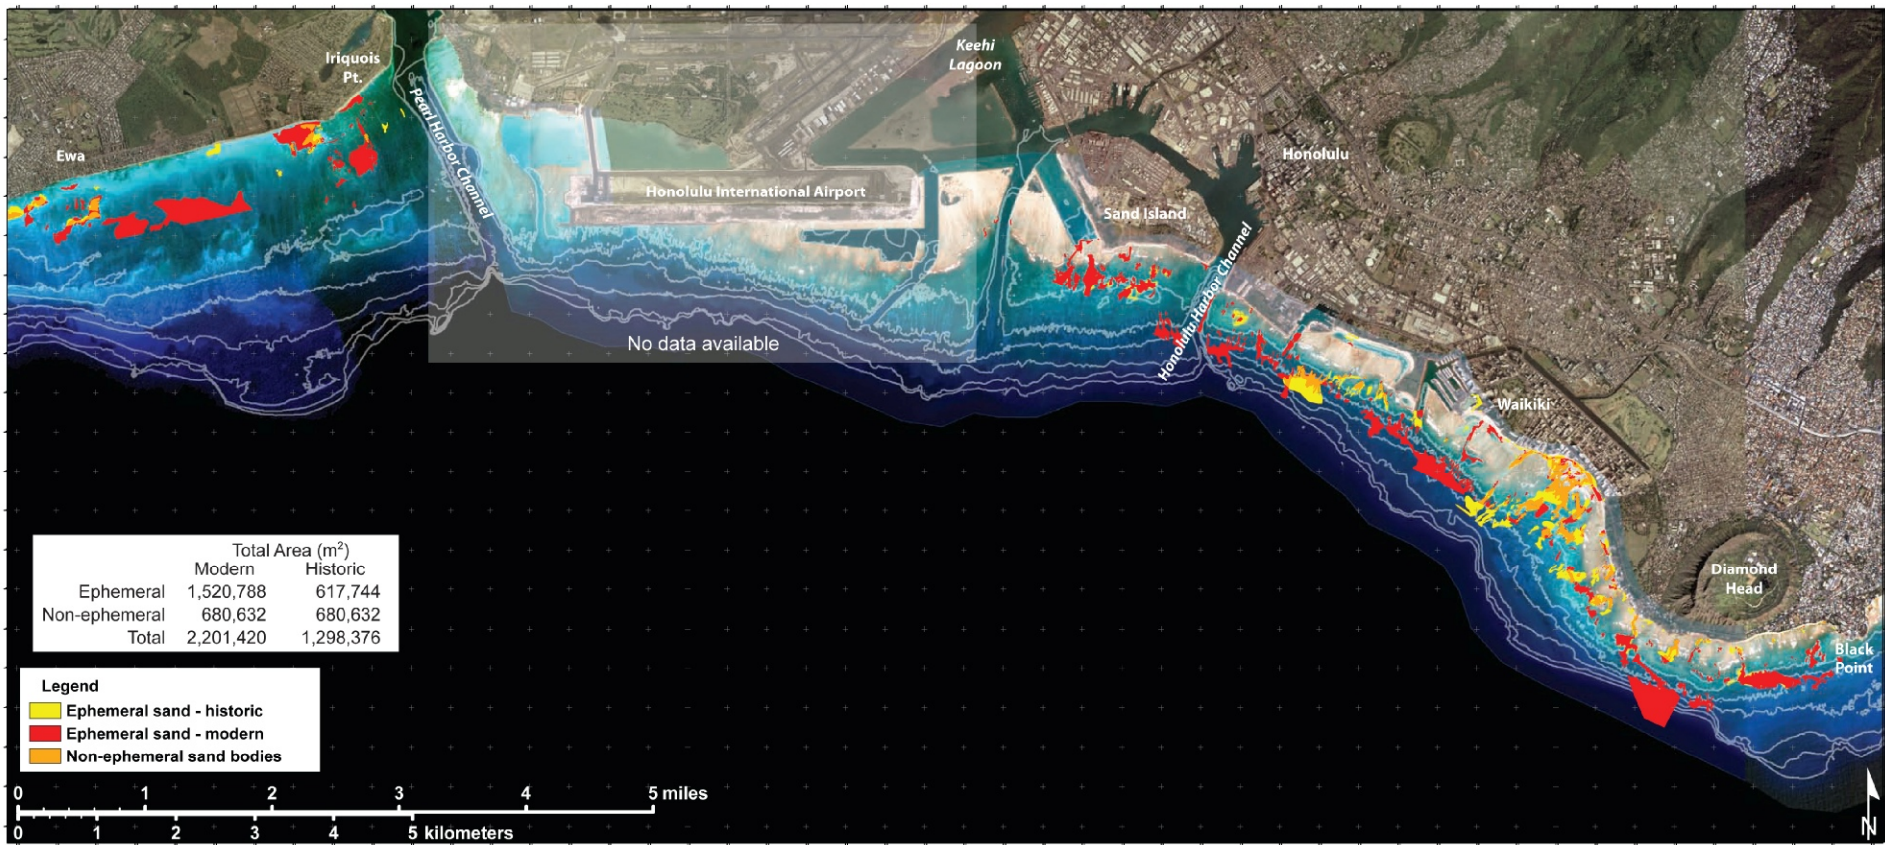 Iriquois
Pt.
Keehi
Lagoon
Pearl Harbor Channel
Ewa
Honolulu
Honolulu International Airport
Sand Island
Honolulu Harbor Channel
No data available
Waikiki
Diamond
Head
Black
Point
Total Area (m²)
Modern Historic
Ephemeral 1,520,788 617,744
Non-ephemeral 680,632 680,632
Total 2,201,420 1,298,376
Legend
Ephemeral sand - historic
Ephemeral sand - modern
Non-ephemeral sand bodies
0 1 2 3 4 5 miles
0 1 2 3 4 5 kilometers
N